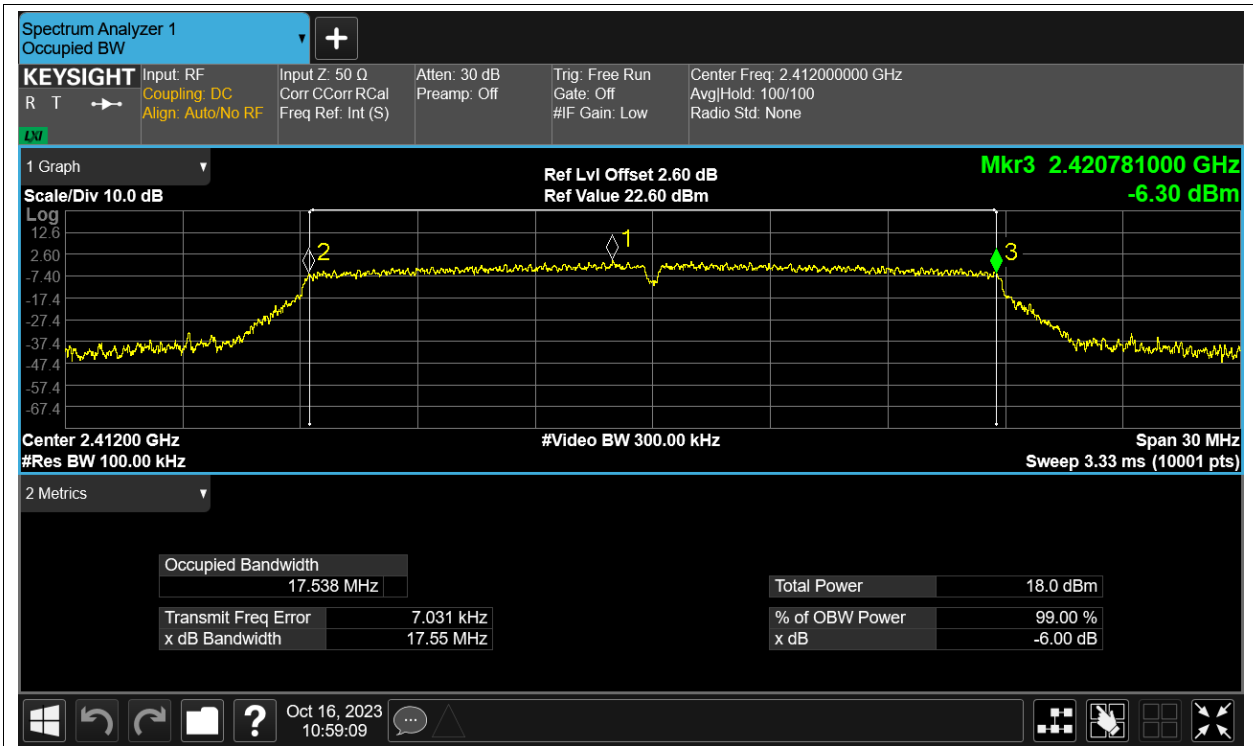 Spectrum Analyzer 1
Occupied BW
KEYSIGHT
R T
LXI
Input: RF
Coupling: DC
Align: Auto/No RF
Input Z: 50 Ω
Corr CCorr RCal
Freq Ref: Int (S)
Atten: 30 dB
Preamp: Off
Trig: Free Run
Gate: Off
#IF Gain: Low
Center Freq: 2.412000000 GHz
Avg|Hold: 100/100
Radio Std: None
1 Graph
Scale/Div 10.0 dB
Ref Lvl Offset 2.60 dB
Ref Value 22.60 dBm
Mkr3 2.420781000 GHz
-6.30 dBm
Log
12.6
2.60
-7.40
-17.4
-27.4
-37.4
-47.4
-57.4
-67.4
2
1
3
Center 2.41200 GHz
#Video BW 300.00 kHz
Span 30 MHz
#Res BW 100.00 kHz
Sweep 3.33 ms (10001 pts)
2 Metrics
Occupied Bandwidth
17.538 MHz
Transmit Freq Error 7.031 kHz
x dB Bandwidth 17.55 MHz
Total Power 18.0 dBm
% of OBW Power 99.00 %
x dB -6.00 dB
?
Oct 16, 2023
10:59:09